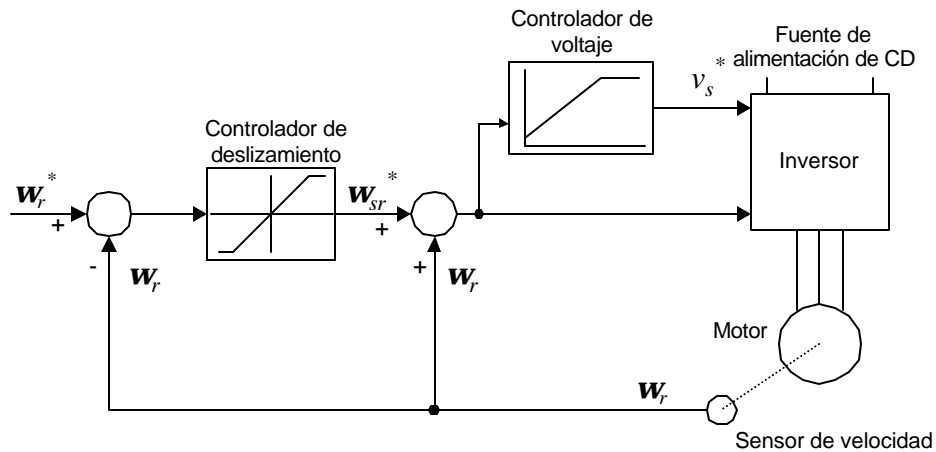 Controlador de
voltaje
Fuente de
alimentación de CD
v_s^*
Controlador de
deslizamiento
Inversor
w_r^*
w_sr^*
+
+
-
w_r
+
w_r
Motor
w_r
Sensor de velocidad